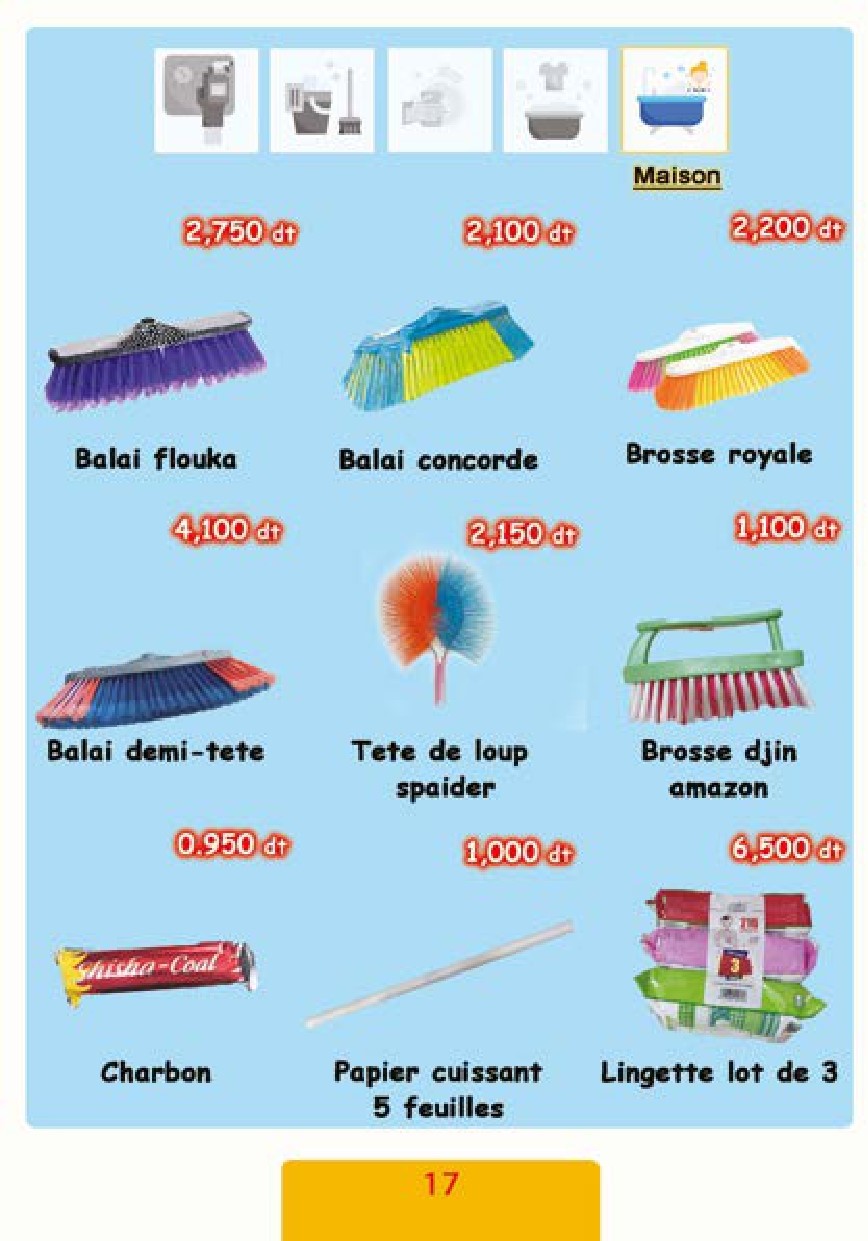 Maison
2,750 dt
2,100 dt
2,200 dt
Balai flouka
Balai concorde
Brosse royale
4,100 dt
2,150 dt
1,100 dt
Balai demi-tete
Tete de loup
spaider
Brosse djin
amazon
0.950 dt
1,000 dt
6,500 dt
Shisha-Coal
3
Charbon
Papier cuissant
5 feuilles
Lingette lot de 3
17